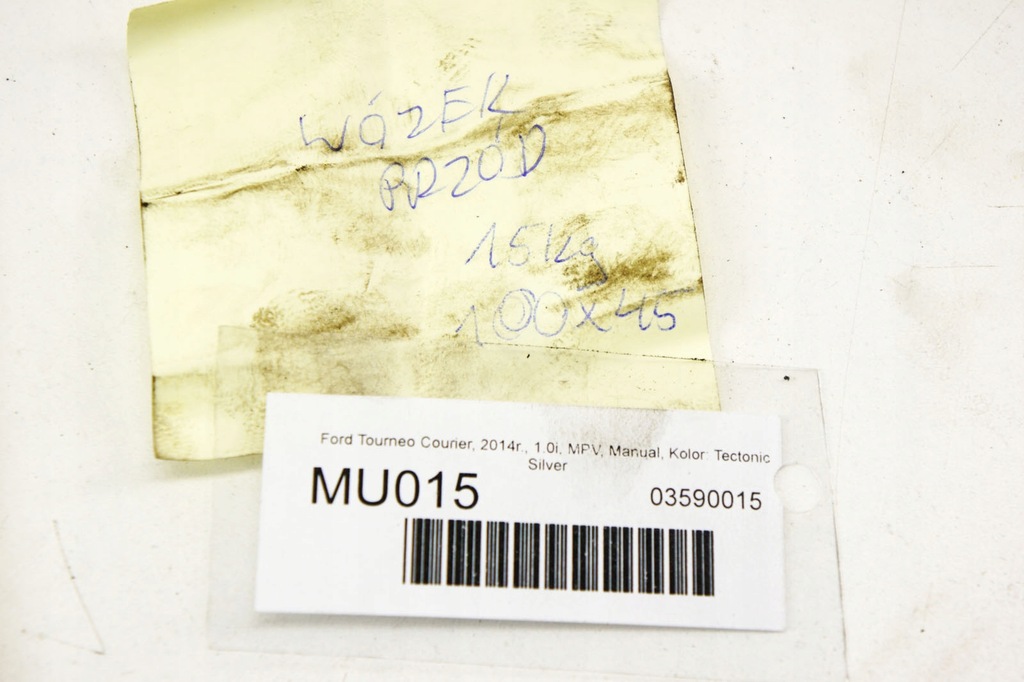 WÓZEK
PRZÓD
15kg
100x45
Ford Tourneo Courier, 2014r., 1.0i, MPV, Manual, Kolor: Tectonic
Silver
MU015
03590015